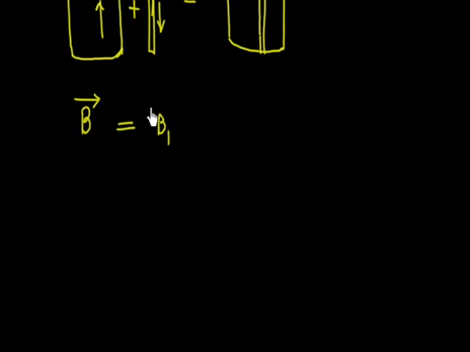 + =
B⃗ = B₁